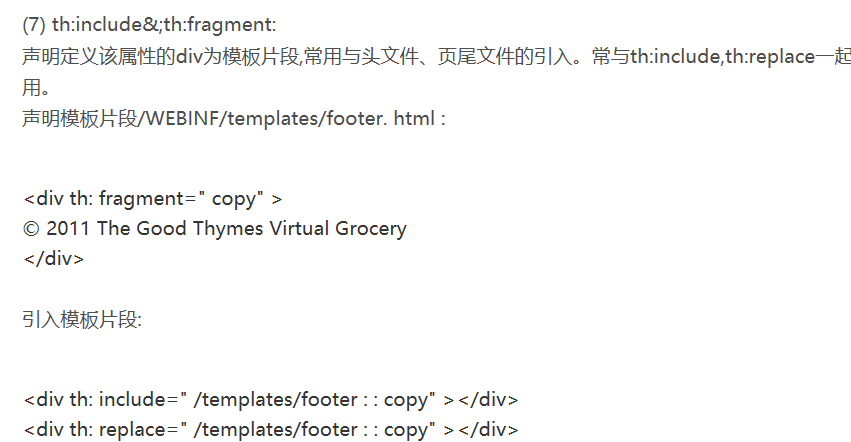 (7) th:include&;th:fragment:
声明定义该属性的div为模板片段,常用与头文件、页尾文件的引入。常与th:include,th:replace一起
用。
声明模板片段/WEBINF/templates/footer. html :
<div th: fragment=" copy" >
© 2011 The Good Thymes Virtual Grocery
</div>
引入模板片段:
<div th: include=" /templates/footer : : copy" ></div>
<div th: replace=" /templates/footer : : copy" ></div>